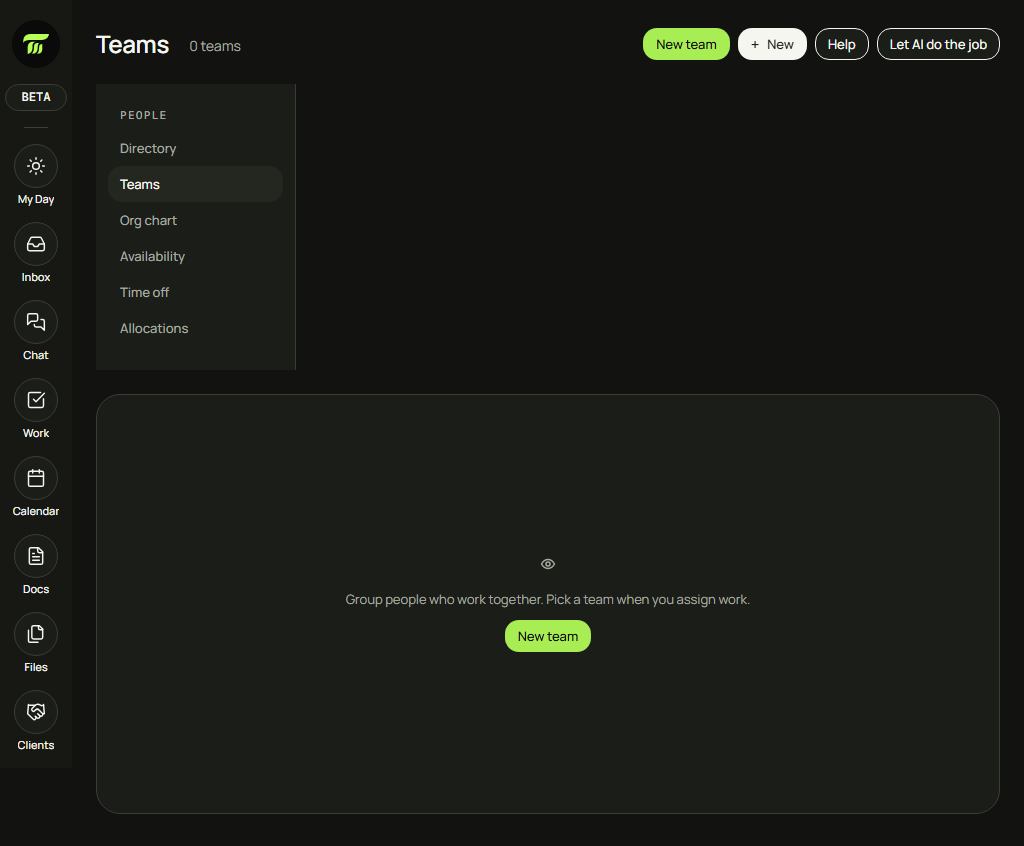 Teams
0 teams
New team
+ New
Help
Let AI do the job
BETA
My Day
Inbox
Chat
Work
Calendar
Docs
Files
Clients
PEOPLE
Directory
Teams
Org chart
Availability
Time off
Allocations
Group people who work together. Pick a team when you assign work.
New team